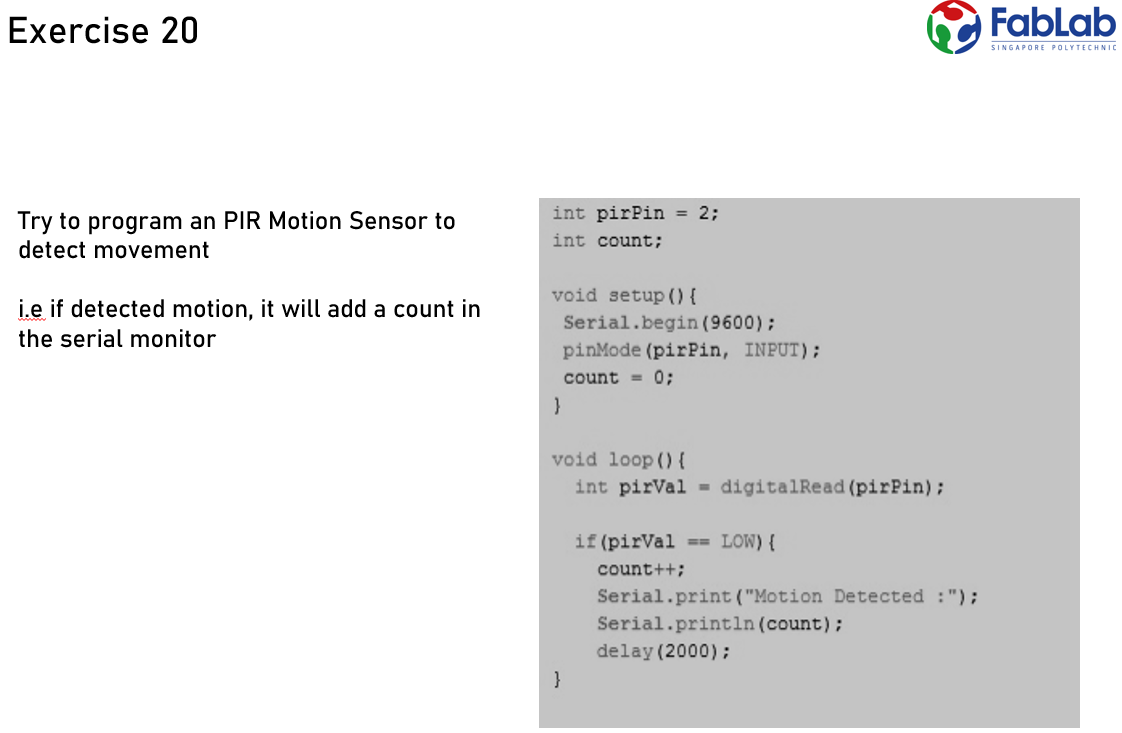 Exercise 20
FabLab
SINGAPORE POLYTECHNIC
Try to program an PIR Motion Sensor to
detect movement
i.e if detected motion, it will add a count in
the serial monitor
int pirPin = 2;
int count;
void setup(){
Serial.begin(9600);
pinMode(pirPin, INPUT);
count = 0;
}
void loop(){
int pirVal = digitalRead(pirPin);
if(pirVal == LOW){
count++;
Serial.print("Motion Detected :");
Serial.println(count);
delay(2000);
}